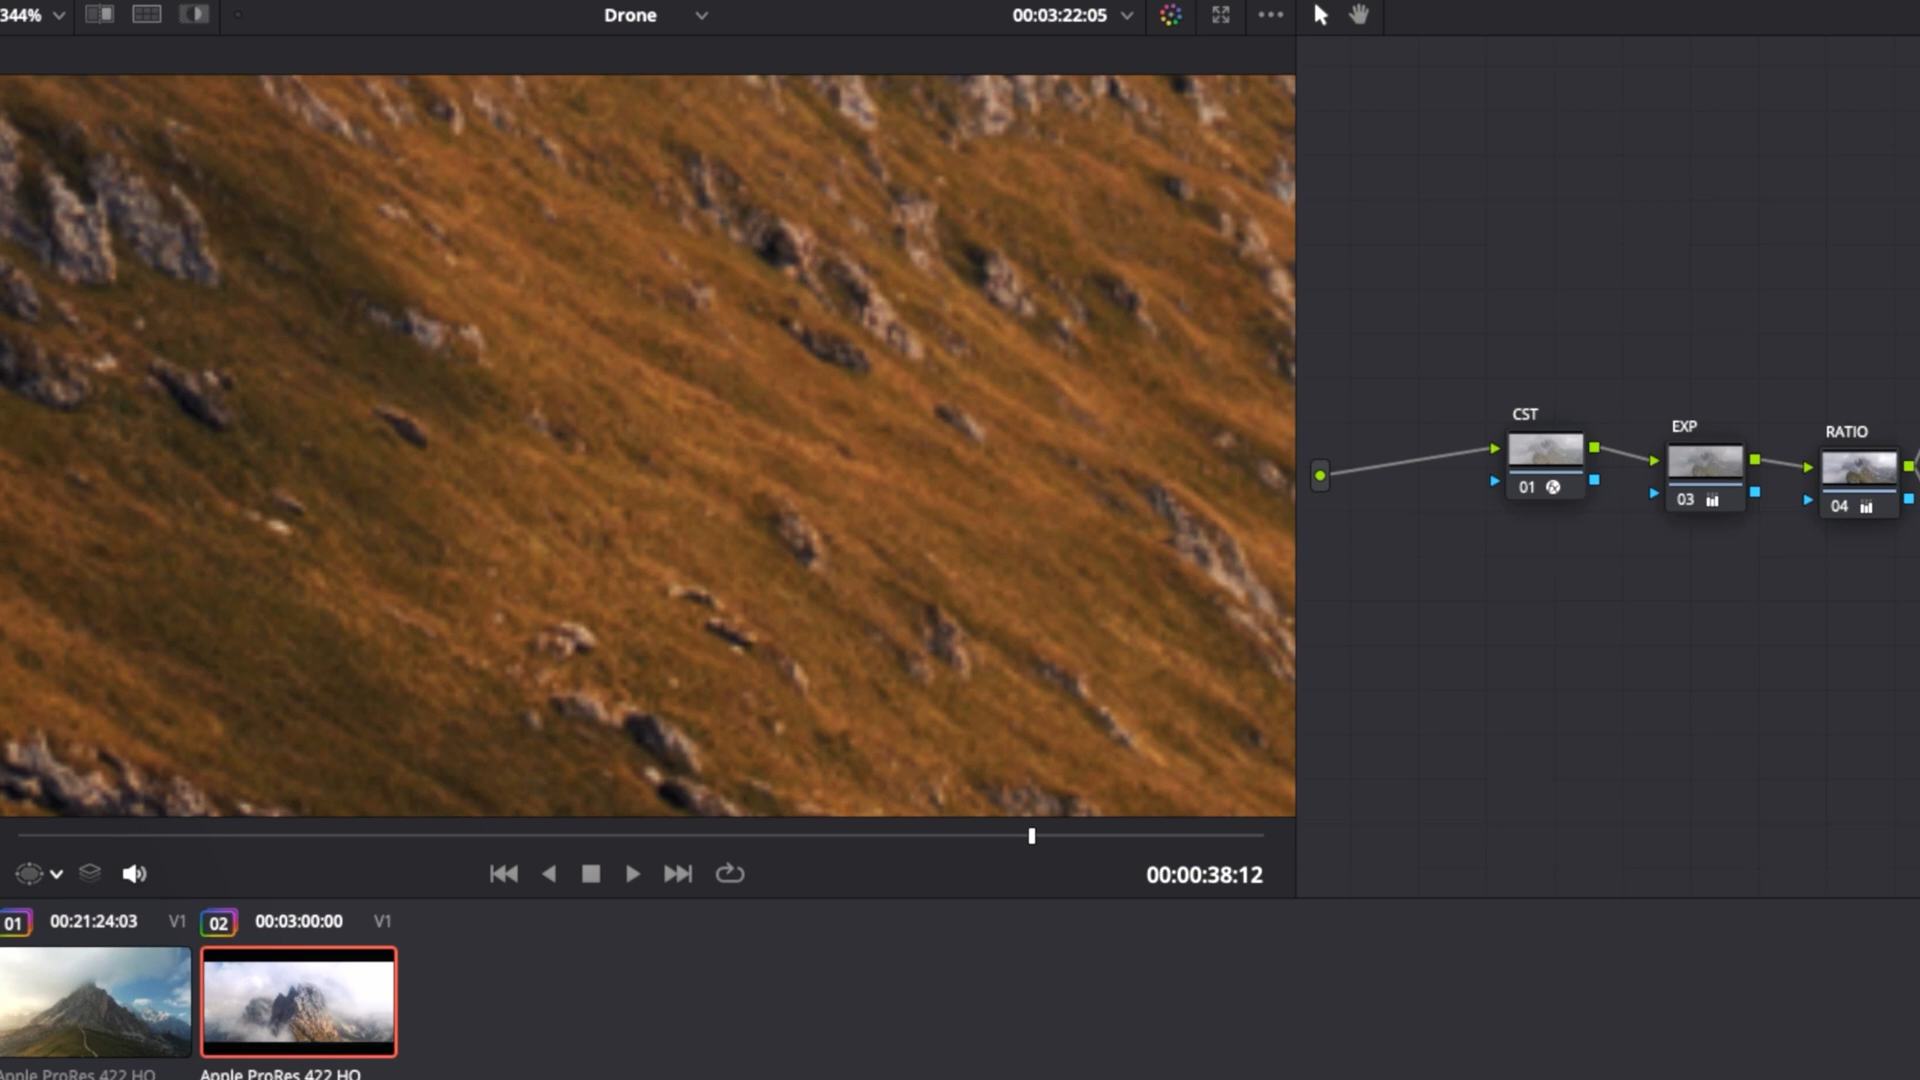 344%
Drone
00:03:22:05
CST
01
EXP
03
RATIO
04
00:00:38:12
01 00:21:24:03 V1
02 00:03:00:00 V1
Apple ProRes 422 HQ
Apple ProRes 422 HQ